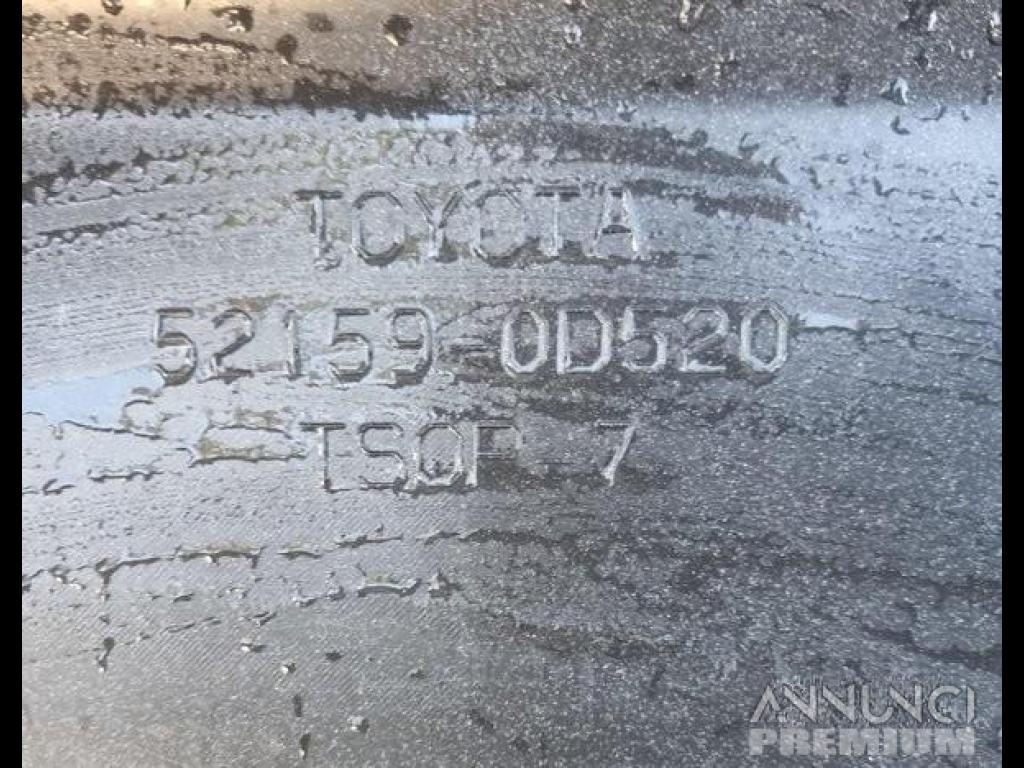 TOYOTA
52159-0D520
TSOP-7
ANNUNCI
PREMIUM